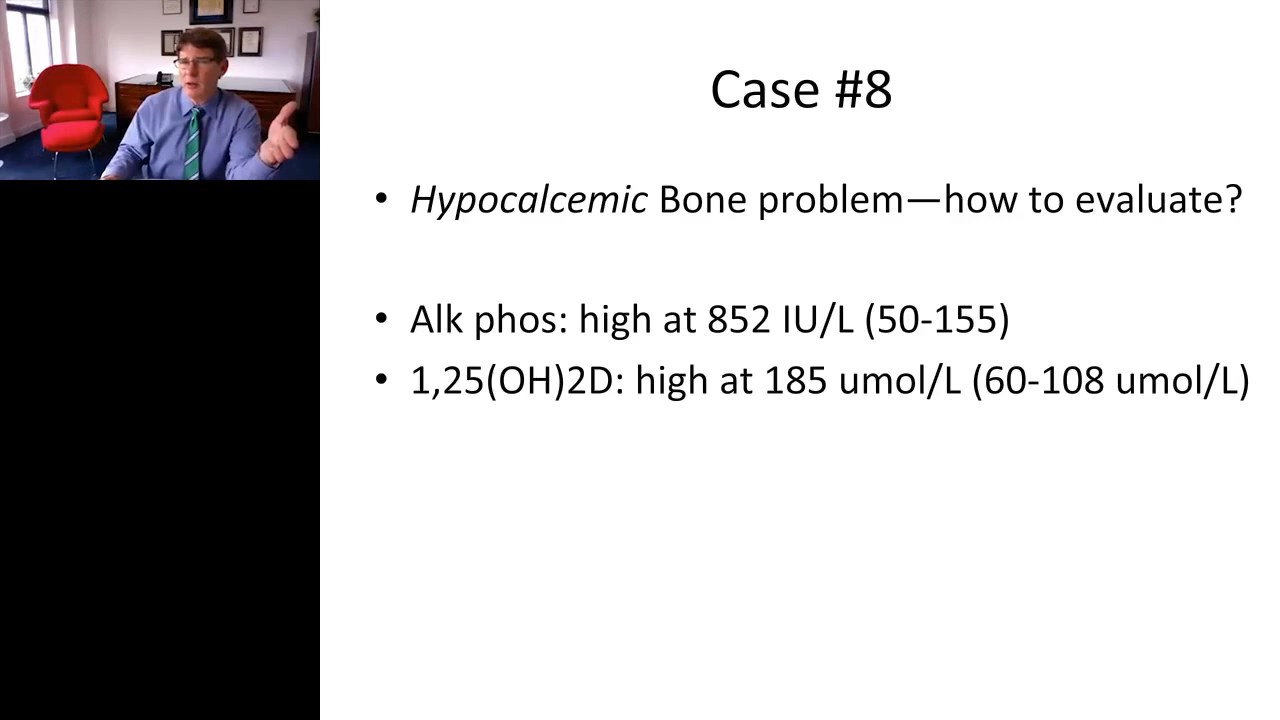 Case #8
• Hypocalcemic Bone problem—how to evaluate?
• Alk phos: high at 852 IU/L (50-155)
• 1,25(OH)2D: high at 185 umol/L (60-108 umol/L)